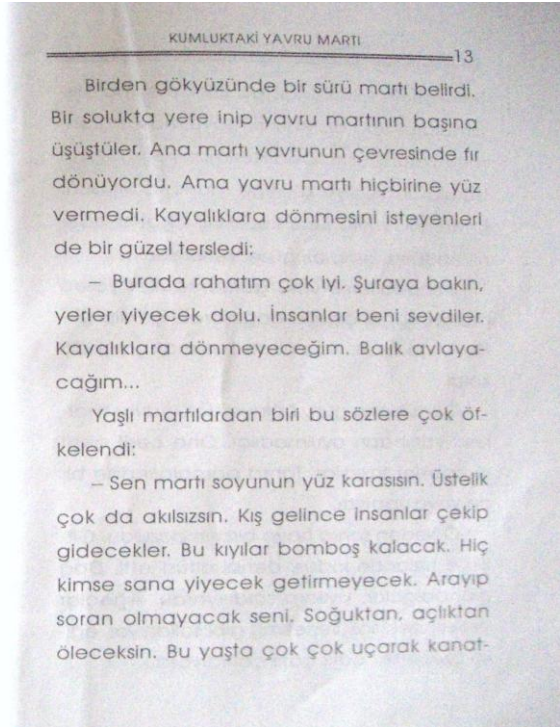 KUMLUKTAKİ YAVRU MARTI
13
Birden gökyüzünde bir sürü martı belirdi.
Bir solukta yere inip yavru martının başına
üşüştüler. Ana martı yavrunun çevresinde fır
dönüyordu. Ama yavru martı hiçbirine yüz
vermedi. Kayalıklara dönmesini isteyenleri
de bir güzel tersledi:
– Burada rahatım çok iyi. Şuraya bakın,
yerler yiyecek dolu. İnsanlar beni sevdiler.
Kayalıklara dönmeyeceğim. Balık avlaya-
cağım...
Yaşlı martılardan biri bu sözlere çok öf-
kelendi:
– Sen martı soyunun yüz karasısın. Üstelik
çok da akılsızsın. Kış gelince insanlar çekip
gidecekler. Bu kıyılar bomboş kalacak. Hiç
kimse sana yiyecek getirmeyecek. Arayıp
soran olmayacak seni. Soğuktan, açlıktan
öleceksin. Bu yaşta çok çok uçarak kanat-